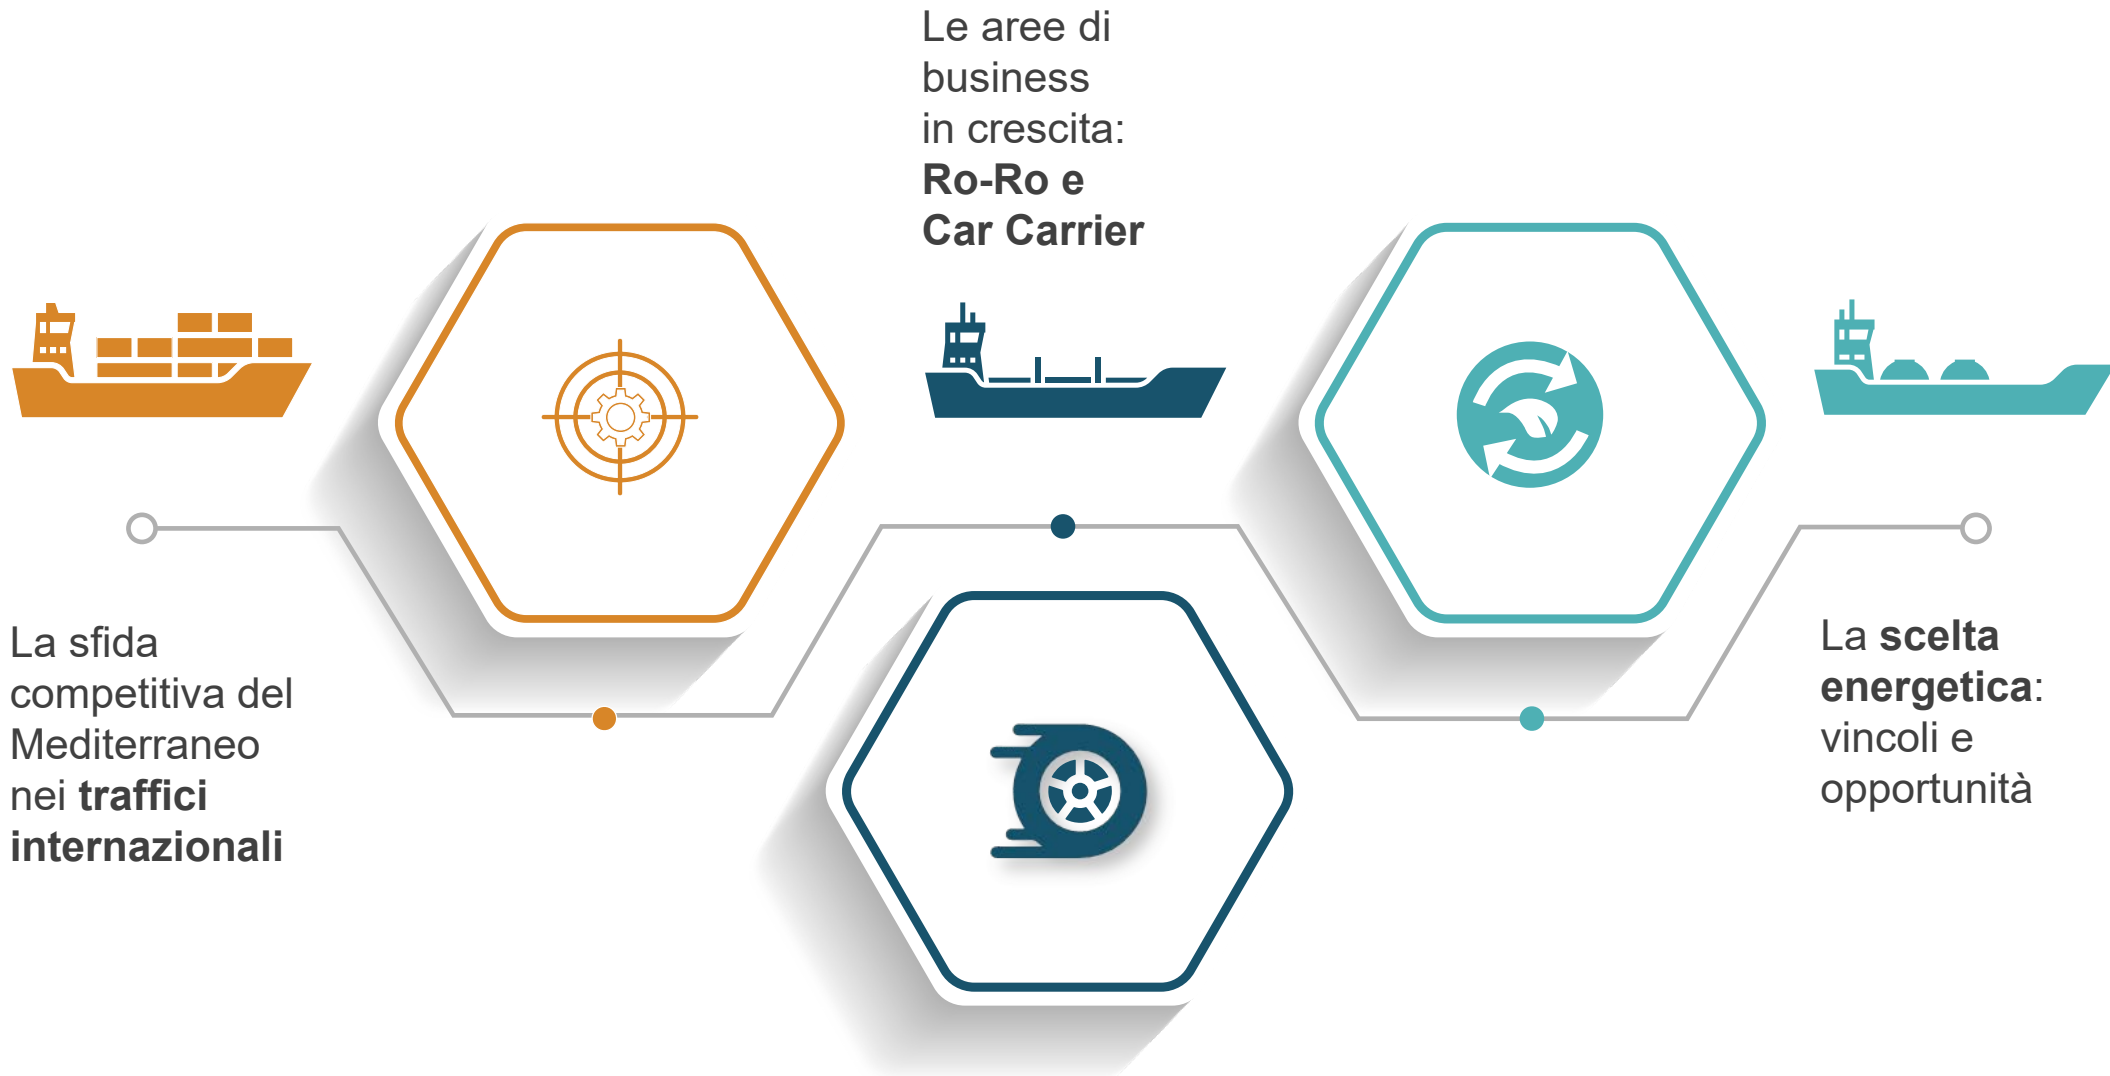 La sfida
competitiva del
Mediterraneo
nei traffici
internazionali
Le aree di
business
in crescita:
Ro-Ro e
Car Carrier
La scelta
energetica:
vincoli e
opportunità